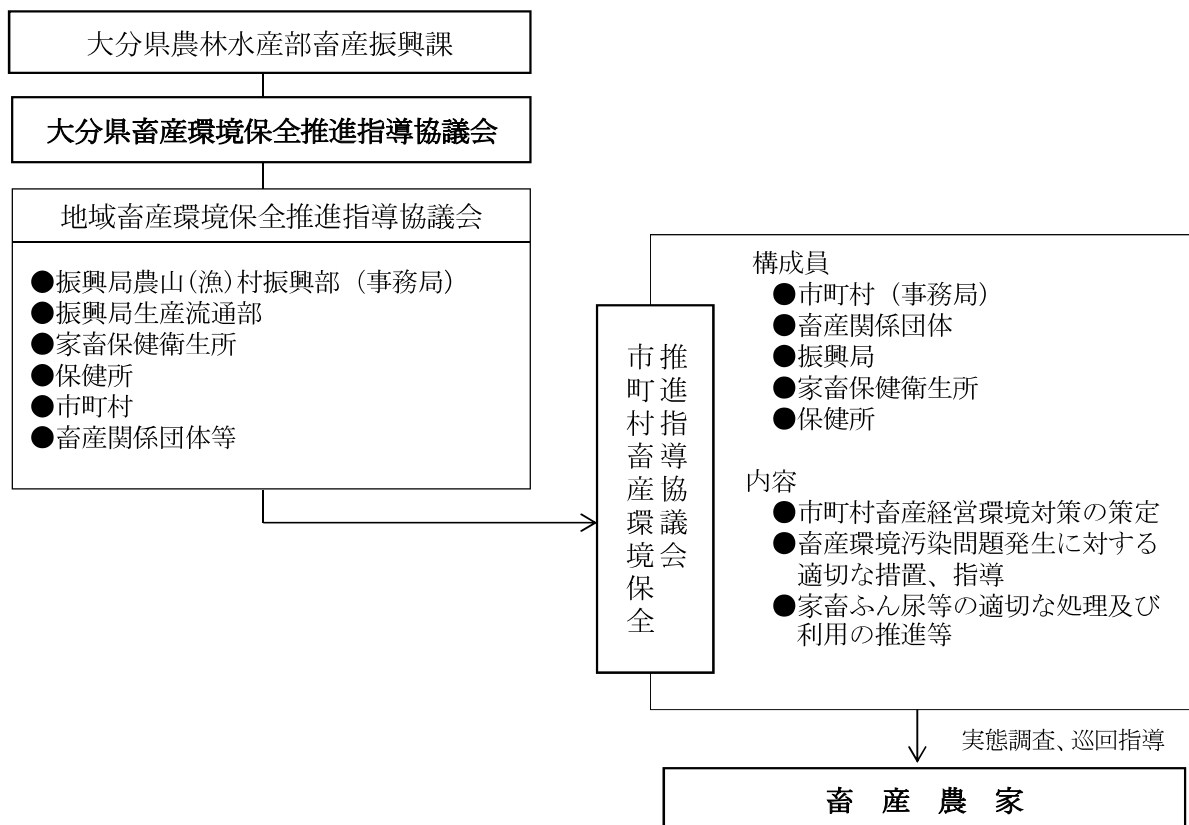 大分県農林水産部畜産振興課
大分県畜産環境保全推進指導協議会
地域畜産環境保全推進指導協議会
●振興局農山(漁)村振興部（事務局）
●振興局生産流通部
●家畜保健衛生所
●保健所
●市町村
●畜産関係団体等
市町村畜産環境保全
推進指導協議会
構成員
●市町村（事務局）
●畜産関係団体
●振興局
●家畜保健衛生所
●保健所
内容
●市町村畜産経営環境対策の策定
●畜産環境汚染問題発生に対する
適切な措置、指導
●家畜ふん尿等の適切な処理及び
利用の推進等
実態調査、巡回指導
畜　産　農　家